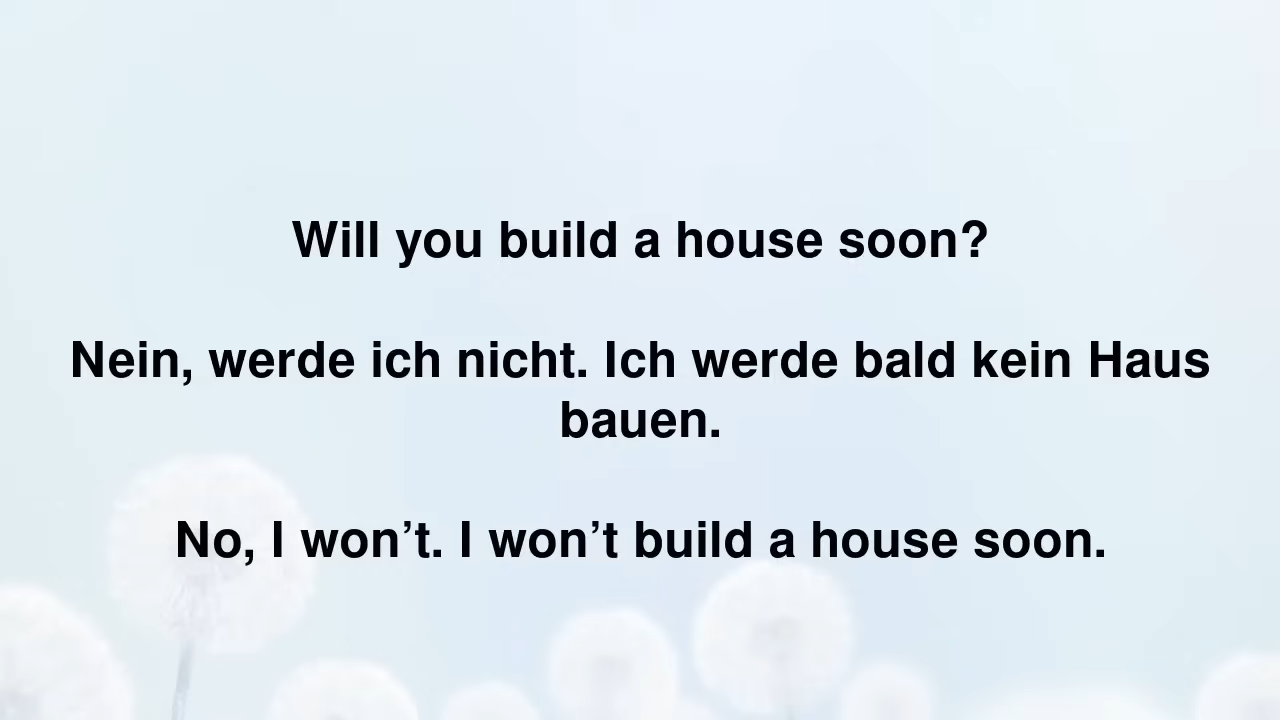 Will you build a house soon?
Nein, werde ich nicht. Ich werde bald kein Haus
bauen.
No, I won’t. I won’t build a house soon.